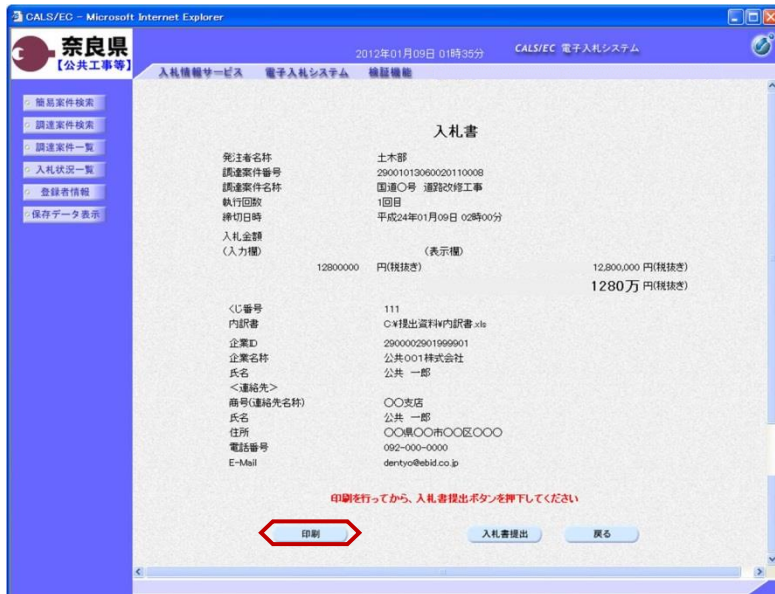 CALS/EC - Microsoft Internet Explorer
奈良県
【公共工事等】
2012年01月09日 01時35分
CALS/EC 電子入札システム
入札情報サービス 電子入札システム 検証機能
簡易案件検索
調達案件検索
調達案件一覧
入札状況一覧
登録者情報
保存データ表示
入札書
発注者名称 土木部
調達案件番号 29001013060020110008
調達案件名称 国道〇号 道路改修工事
執行回数 1回目
締切日時 平成24年01月09日 02時00分
入札金額
(入力欄) (表示欄)
12800000 円(税抜き) 12,800,000 円(税抜き)
1280万 円(税抜き)
くじ番号 111
内訳書 C:¥提出資料¥内訳書.xls
企業ID 2900002901999901
企業名称 公共001株式会社
氏名 公共 一郎
<連絡先>
商号(連絡先名称) 〇〇支店
氏名 公共 一郎
住所 〇〇県〇〇市〇〇区〇〇〇
電話番号 092-000-0000
E-Mail dentyo@ebid.co.jp
印刷を行ってから、入札書提出ボタンを押下してください
印刷 入札書提出 戻る